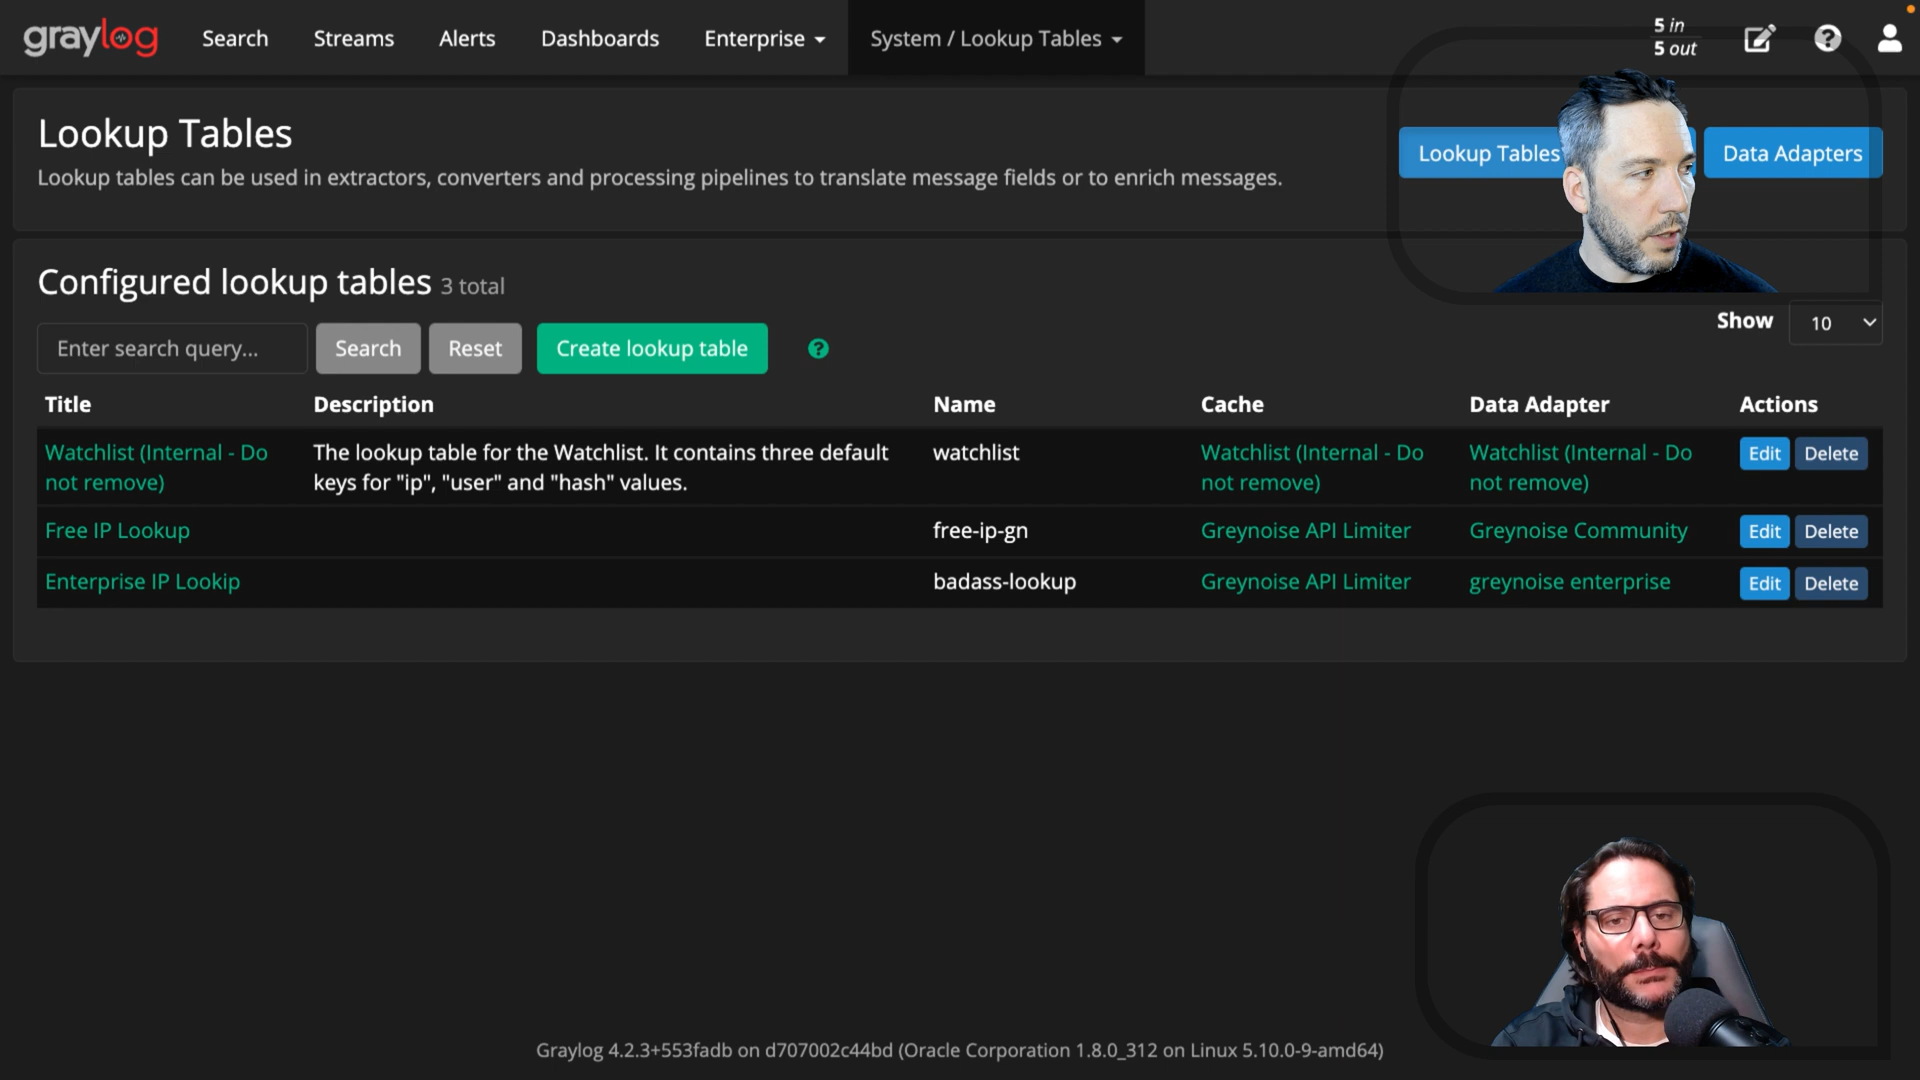 graylog
Search
Streams
Alerts
Dashboards
Enterprise
System / Lookup Tables
5 in
5 out
Lookup Tables
Lookup tables can be used in extractors, converters and processing pipelines to translate message fields or to enrich messages.
Lookup Tables
Data Adapters
Configured lookup tables 3 total
Show
10
Enter search query...
Search
Reset
Create lookup table
Title
Description
Name
Cache
Data Adapter
Actions
Watchlist (Internal - Do
not remove)
The lookup table for the Watchlist. It contains three default
keys for "ip", "user" and "hash" values.
watchlist
Watchlist (Internal - Do
not remove)
Watchlist (Internal - Do
not remove)
Edit
Delete
Free IP Lookup
free-ip-gn
Greynoise API Limiter
Greynoise Community
Edit
Delete
Enterprise IP Lookip
badass-lookup
Greynoise API Limiter
greynoise enterprise
Edit
Delete
Graylog 4.2.3+553fadb on d707002c44bd (Oracle Corporation 1.8.0_312 on Linux 5.10.0-9-amd64)